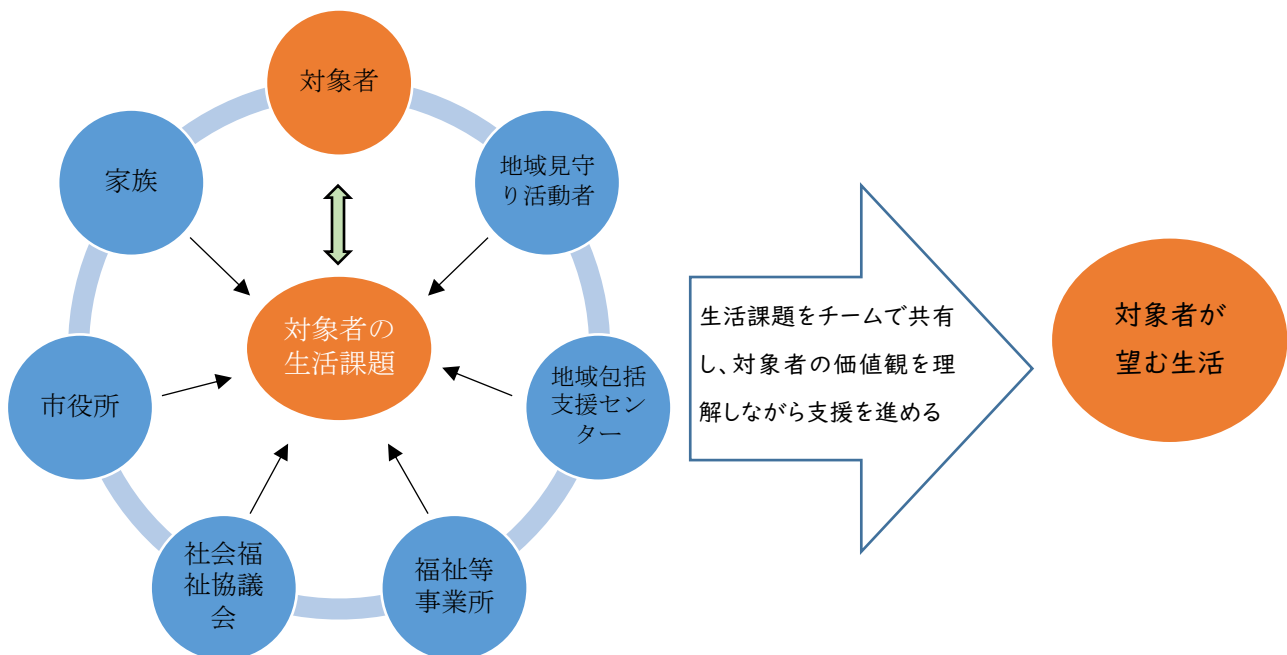 対象者
家族
地域見守
り活動者
対象者の
生活課題
市役所
地域包括
支援セン
ター
社会福
祉協議
会
福祉等
事業所
生活課題をチームで共有
し、対象者の価値観を理
解しながら支援を進める
対象者が
望む生活